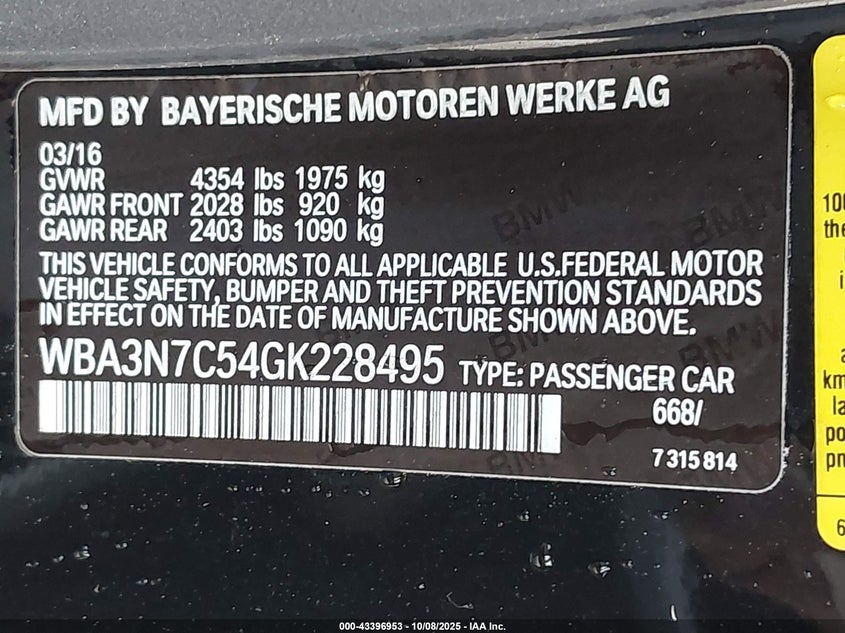 MFD BY BAYERISCHE MOTOREN WERKE AG
03/16
GVWR 4354 lbs 1975 kg
GAWR FRONT 2028 lbs 920 kg
GAWR REAR 2403 lbs 1090 kg
THIS VEHICLE CONFORMS TO ALL APPLICABLE U.S.FEDERAL MOTOR
VEHICLE SAFETY, BUMPER AND THEFT PREVENTION STANDARDS
IN EFFECT ON THE DATE OF MANUFACTURE SHOWN ABOVE.
WBA3N7C54GK228495 TYPE: PASSENGER CAR
668/
7 315 814
000-43396953 - 10/08/2025 - IAA Inc.